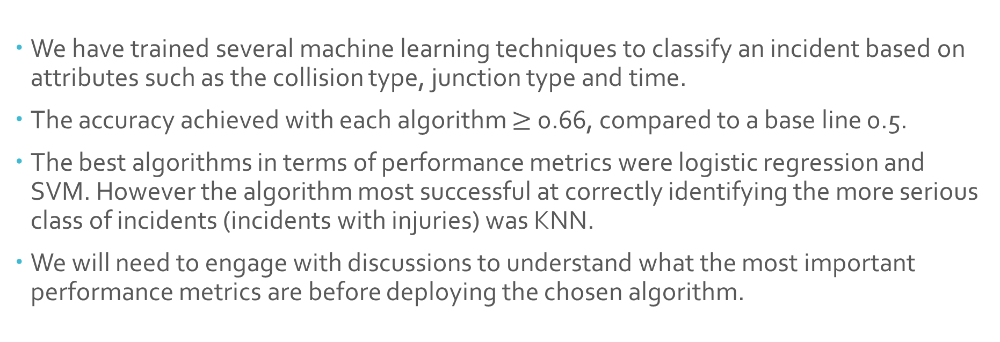 • We have trained several machine learning techniques to classify an incident based on
attributes such as the collision type, junction type and time.
• The accuracy achieved with each algorithm ≥ 0.66, compared to a base line 0.5.
• The best algorithms in terms of performance metrics were logistic regression and
SVM. However the algorithm most successful at correctly identifying the more serious
class of incidents (incidents with injuries) was KNN.
• We will need to engage with discussions to understand what the most important
performance metrics are before deploying the chosen algorithm.